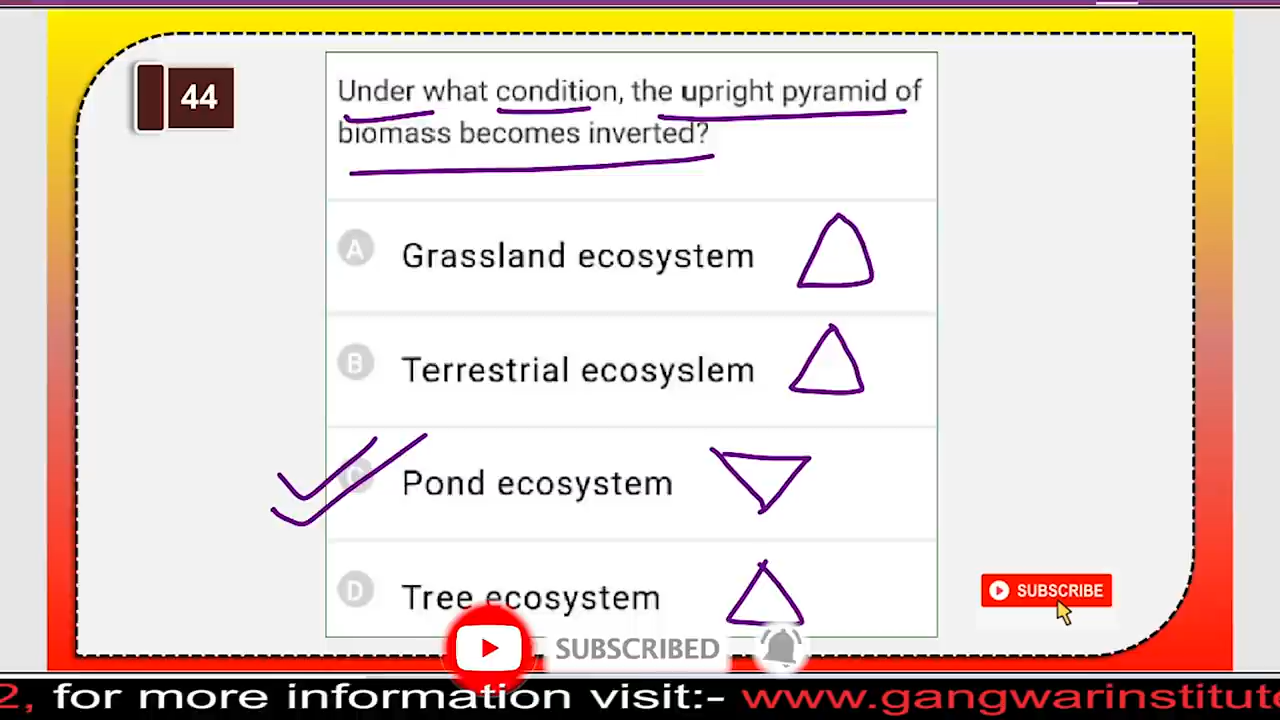 44
Under what condition, the upright pyramid of
biomass becomes inverted?
A Grassland ecosystem
B Terrestrial ecosyslem
C Pond ecosystem
D Tree ecosystem
SUBSCRIBE
SUBSCRIBED
2, for more information visit:- www.gangwarinstitute